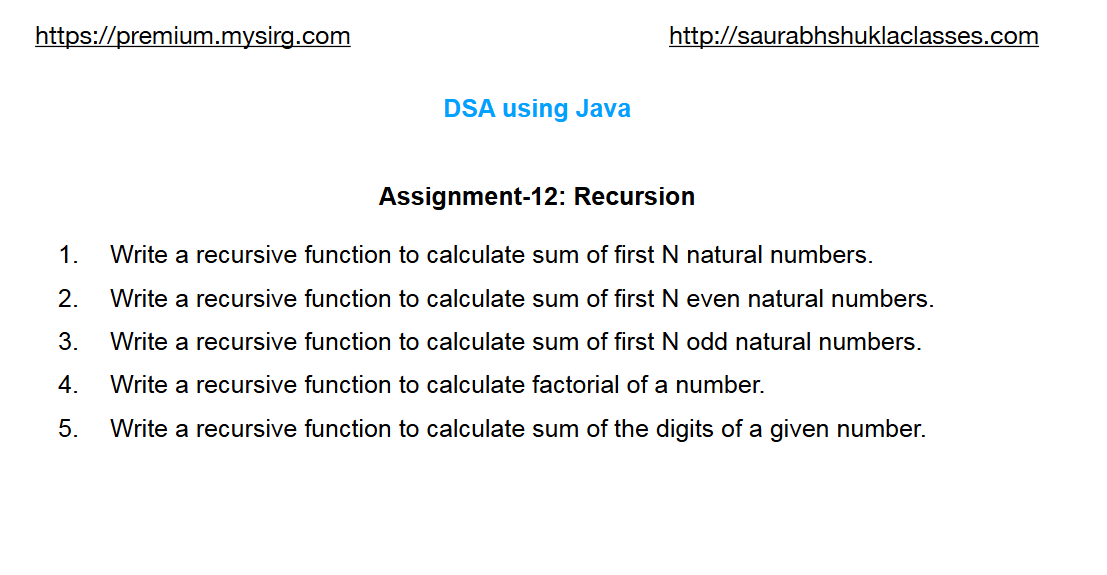 https://premium.mysirg.com http://saurabhshuklaclasses.com
DSA using Java
Assignment-12: Recursion
1. Write a recursive function to calculate sum of first N natural numbers.
2. Write a recursive function to calculate sum of first N even natural numbers.
3. Write a recursive function to calculate sum of first N odd natural numbers.
4. Write a recursive function to calculate factorial of a number.
5. Write a recursive function to calculate sum of the digits of a given number.